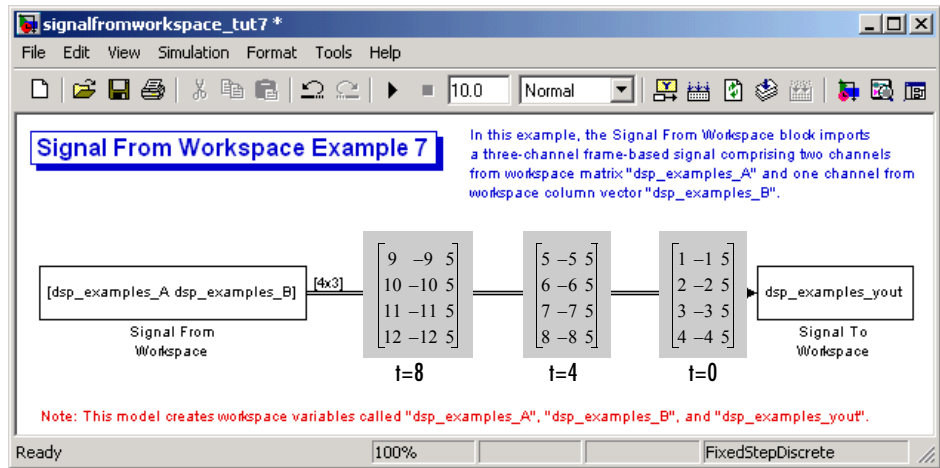 signalfromworkspace_tut7 *
File Edit View Simulation Format Tools Help
10.0 Normal
Signal From Workspace Example 7
In this example, the Signal From Workspace block imports
a three-channel frame-based signal comprising two channels
from workspace matrix "dsp_examples_A" and one channel from
workspace column vector "dsp_examples_B".
[dsp_examples_A dsp_examples_B]
Signal From
Workspace
[4x3]
9 –9 5
10 –10 5
11 –11 5
12 –12 5
t=8
5 –5 5
6 –6 5
7 –7 5
8 –8 5
t=4
1 –1 5
2 –2 5
3 –3 5
4 –4 5
t=0
dsp_examples_yout
Signal To
Workspace
Note: This model creates workspace variables called "dsp_examples_A", "dsp_examples_B", and "dsp_examples_yout".
Ready 100% FixedStepDiscrete